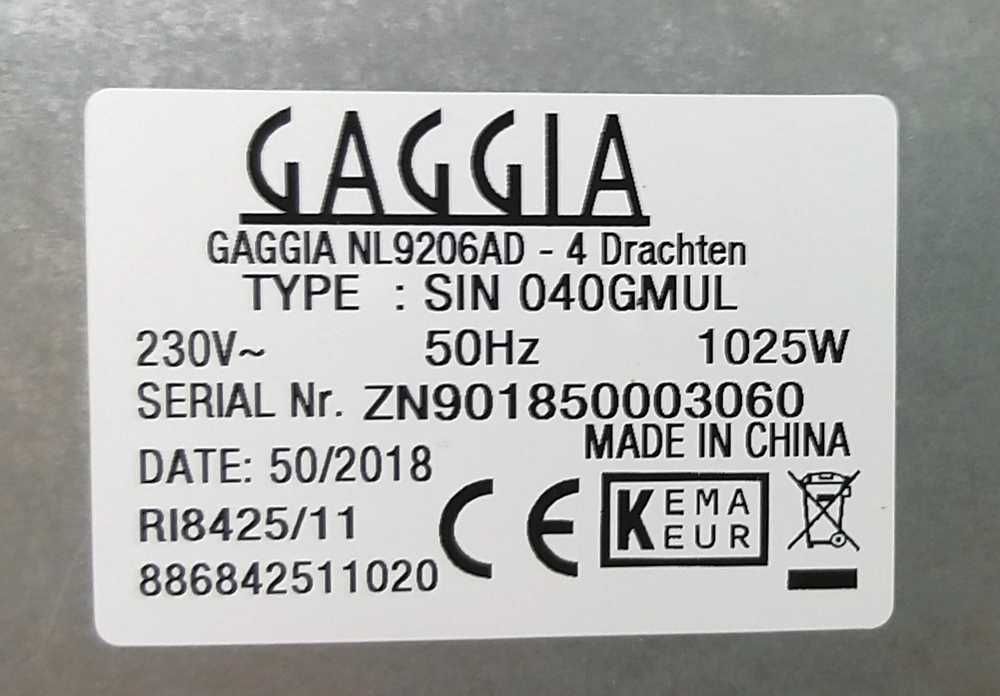 GAGGIA
GAGGIA NL9206AD - 4 Drachten
TYPE : SIN 040GMUL
230V~ 50Hz 1025W
SERIAL Nr. ZN901850003060
MADE IN CHINA
DATE: 50/2018
RI8425/11
886842511020
CE
KEMA
KEUR